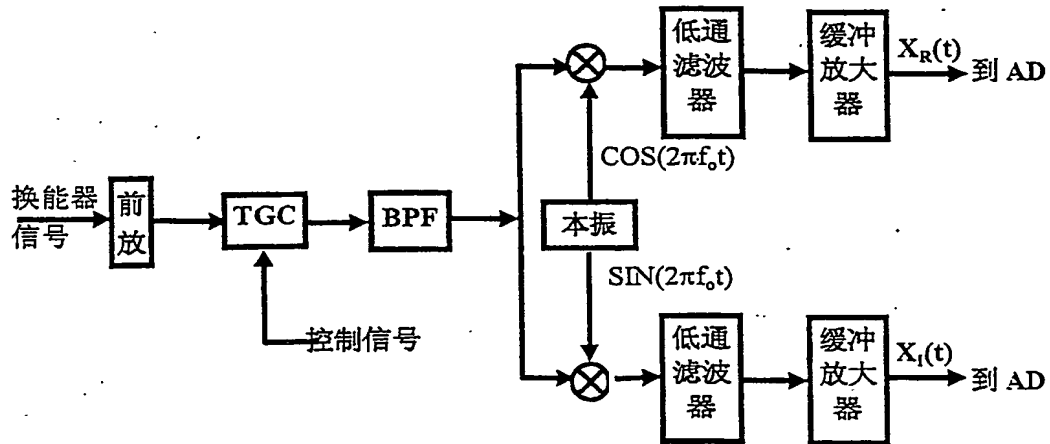 低通
滤波
器
缓冲
放大
器
X_R(t)
到 AD
COS(2πf₀t)
换能器
信号
前
放
TGC
BPF
本振
SIN(2πf₀t)
控制信号
低通
滤波
器
缓冲
放大
器
X_I(t)
到 AD